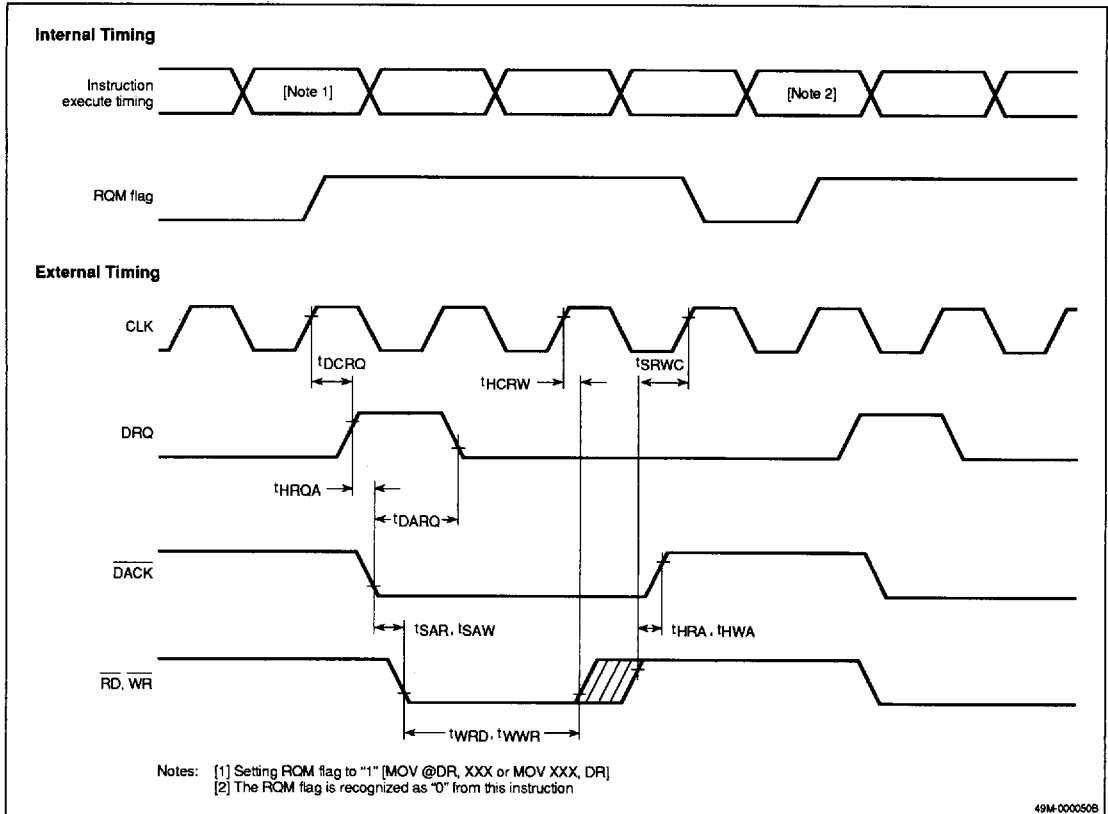 Internal Timing
Instruction
execute timing
[Note 1]
[Note 2]
RQM flag
External Timing
CLK
tDCRQ
tHCRW
tSRWC
DRQ
tHRQA
tDARQ
DACK
tSAR, tSAW
tHRA, tHWA
RD, WR
tWRD, tWWR
Notes: [1] Setting RQM flag to "1" [MOV @DR, XXX or MOV XXX, DR]
[2] The RQM flag is recognized as "0" from this instruction
49M-000050B